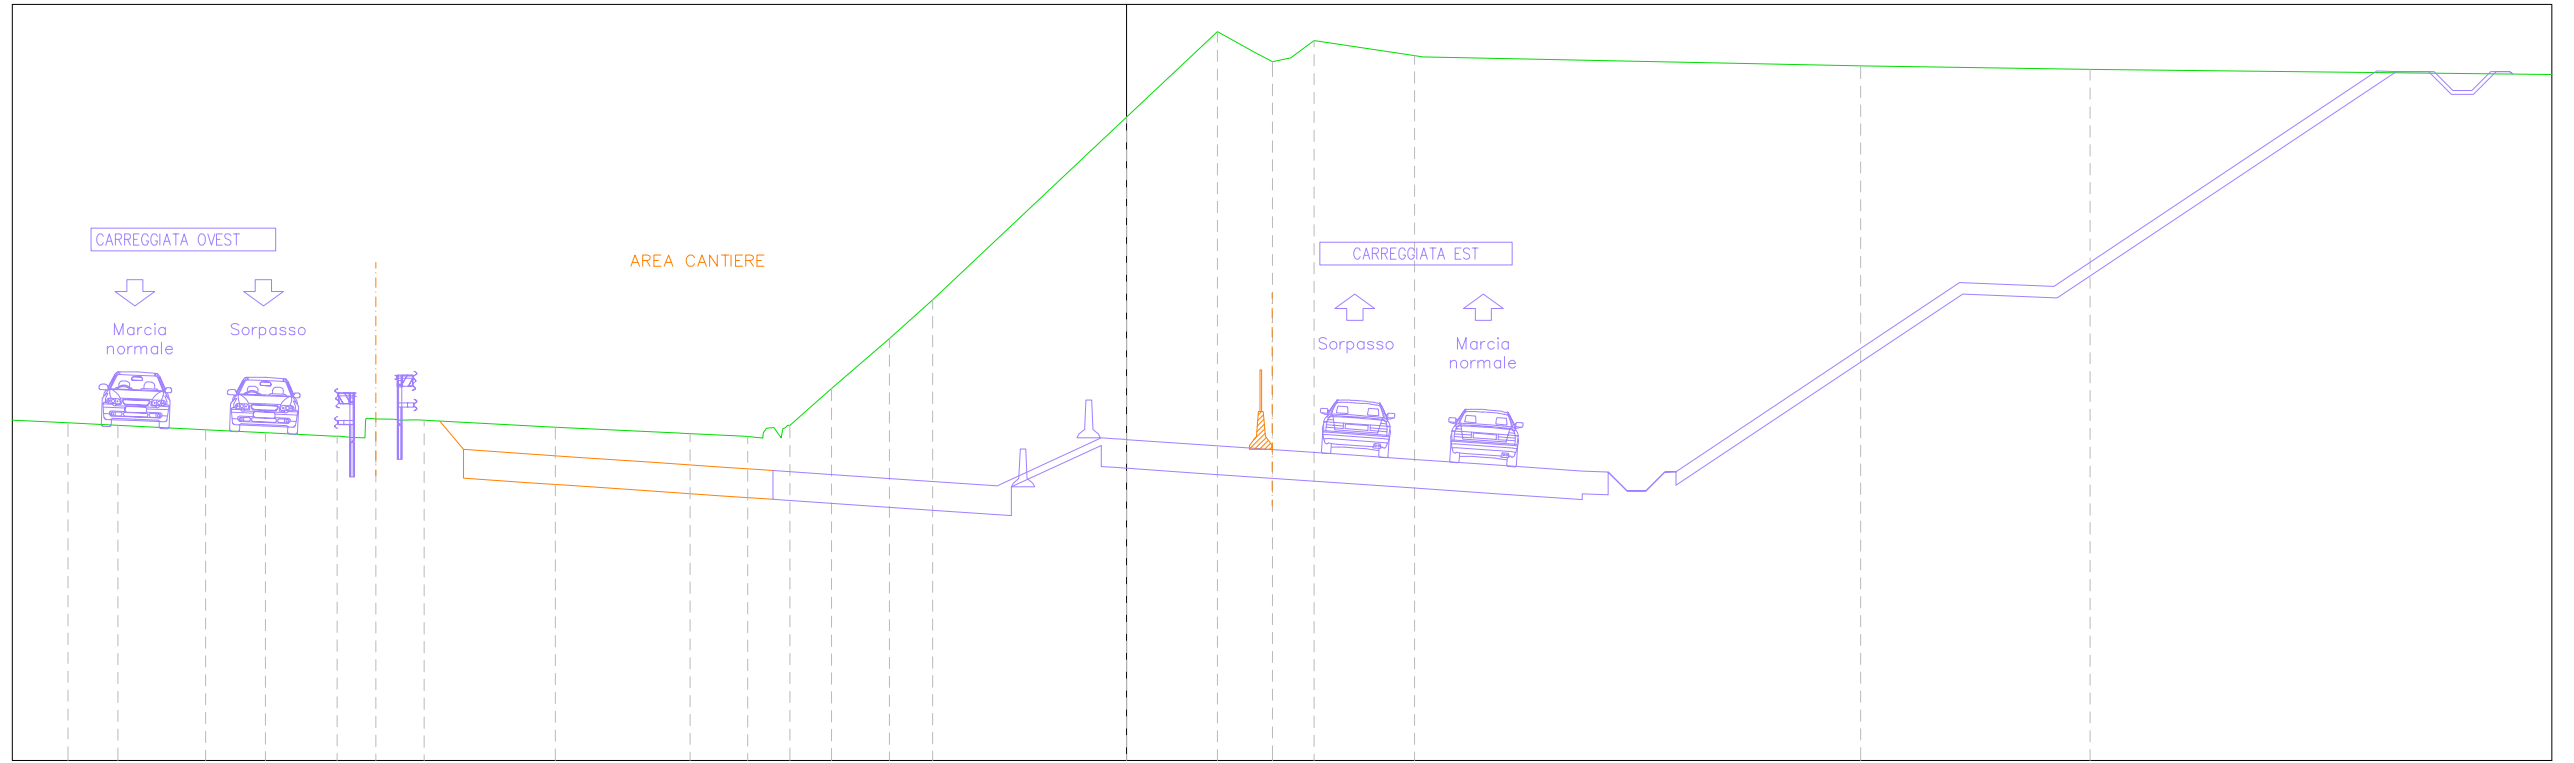 CARREGGIATA OVEST
Marcia
normale
Sorpasso
AREA CANTIERE
CARREGGIATA EST
Sorpasso
Marcia
normale